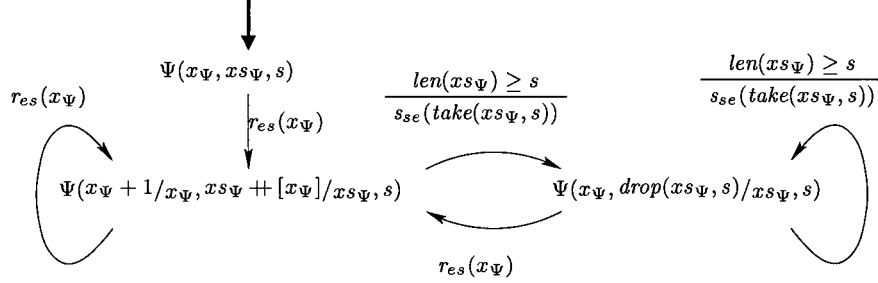 Ψ(x_Ψ, xs_Ψ, s)
len(xs_Ψ) ≥ s
s_se(take(xs_Ψ, s))
len(xs_Ψ) ≥ s
s_se(take(xs_Ψ, s))
r_es(x_Ψ)
r_es(x_Ψ)
Ψ(x_Ψ + 1/x_Ψ, xs_Ψ ++ [x_Ψ]/xs_Ψ, s)
Ψ(x_Ψ, drop(xs_Ψ, s)/xs_Ψ, s)
r_es(x_Ψ)